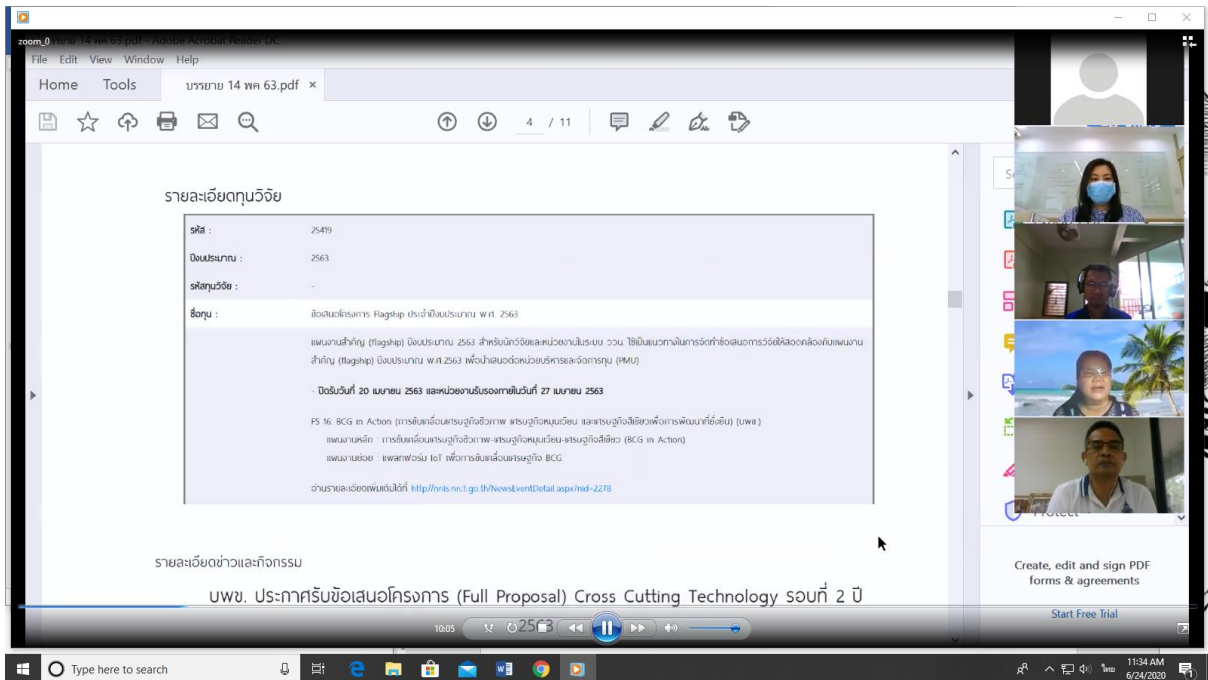 zoom_0
File Edit View Window Help
Home Tools บรรยาย 14 พค 63.pdf ×
4 / 11
รายละเอียดทุนวิจัย
รหัส : 25419
ปีงบประมาณ : 2563
รหัสทุนวิจัย : -
ชื่อทุน : ข้อเสนอโครงการ Flagship ประจำปีงบประมาณ พ.ศ. 2563
แผนงานสำคัญ (flagship) ปีงบประมาณ 2563 สำหรับนักวิจัยและหน่วยงานในระบบ ววน. ใช้เป็นแนวทางในการจัดทำข้อเสนอการวิจัยให้สอดคล้องกับแผนงาน
สำคัญ (flagship) ปีงบประมาณ พ.ศ.2563 เพื่อนำเสนอต่อหน่วยบริหารและจัดการทุน (PMU)
- ปิดรับวันที่ 20 เมษายน 2563 และหน่วยงานรับรองภายในวันที่ 27 เมษายน 2563
FS 16: BCG in Action (การขับเคลื่อนเศรษฐกิจชีวภาพ เศรษฐกิจหมุนเวียน และเศรษฐกิจสีเขียวเพื่อการพัฒนาที่ยั่งยืน) (บพข.)
แผนงานหลัก : การขับเคลื่อนเศรษฐกิจชีวภาพ-เศรษฐกิจหมุนเวียน-เศรษฐกิจสีเขียว (BCG in Action)
แผนงานย่อย : แพลทฟอร์ม IoT เพื่อการขับเคลื่อนเศรษฐกิจ BCG
อ่านรายละเอียดเพิ่มเติมได้ที่ http://nriis.nrct.go.th/NewsEventDetail.aspx?nid=2278
รายละเอียดข่าวและกิจกรรม
บพข. ประกาศรับข้อเสนอโครงการ (Full Proposal) Cross Cutting Technology รอบที่ 2 ปี
2563
10:05
Protect
Create, edit and sign PDF
forms & agreements
Start Free Trial
Type here to search
ไทย
11:34 AM
6/24/2020